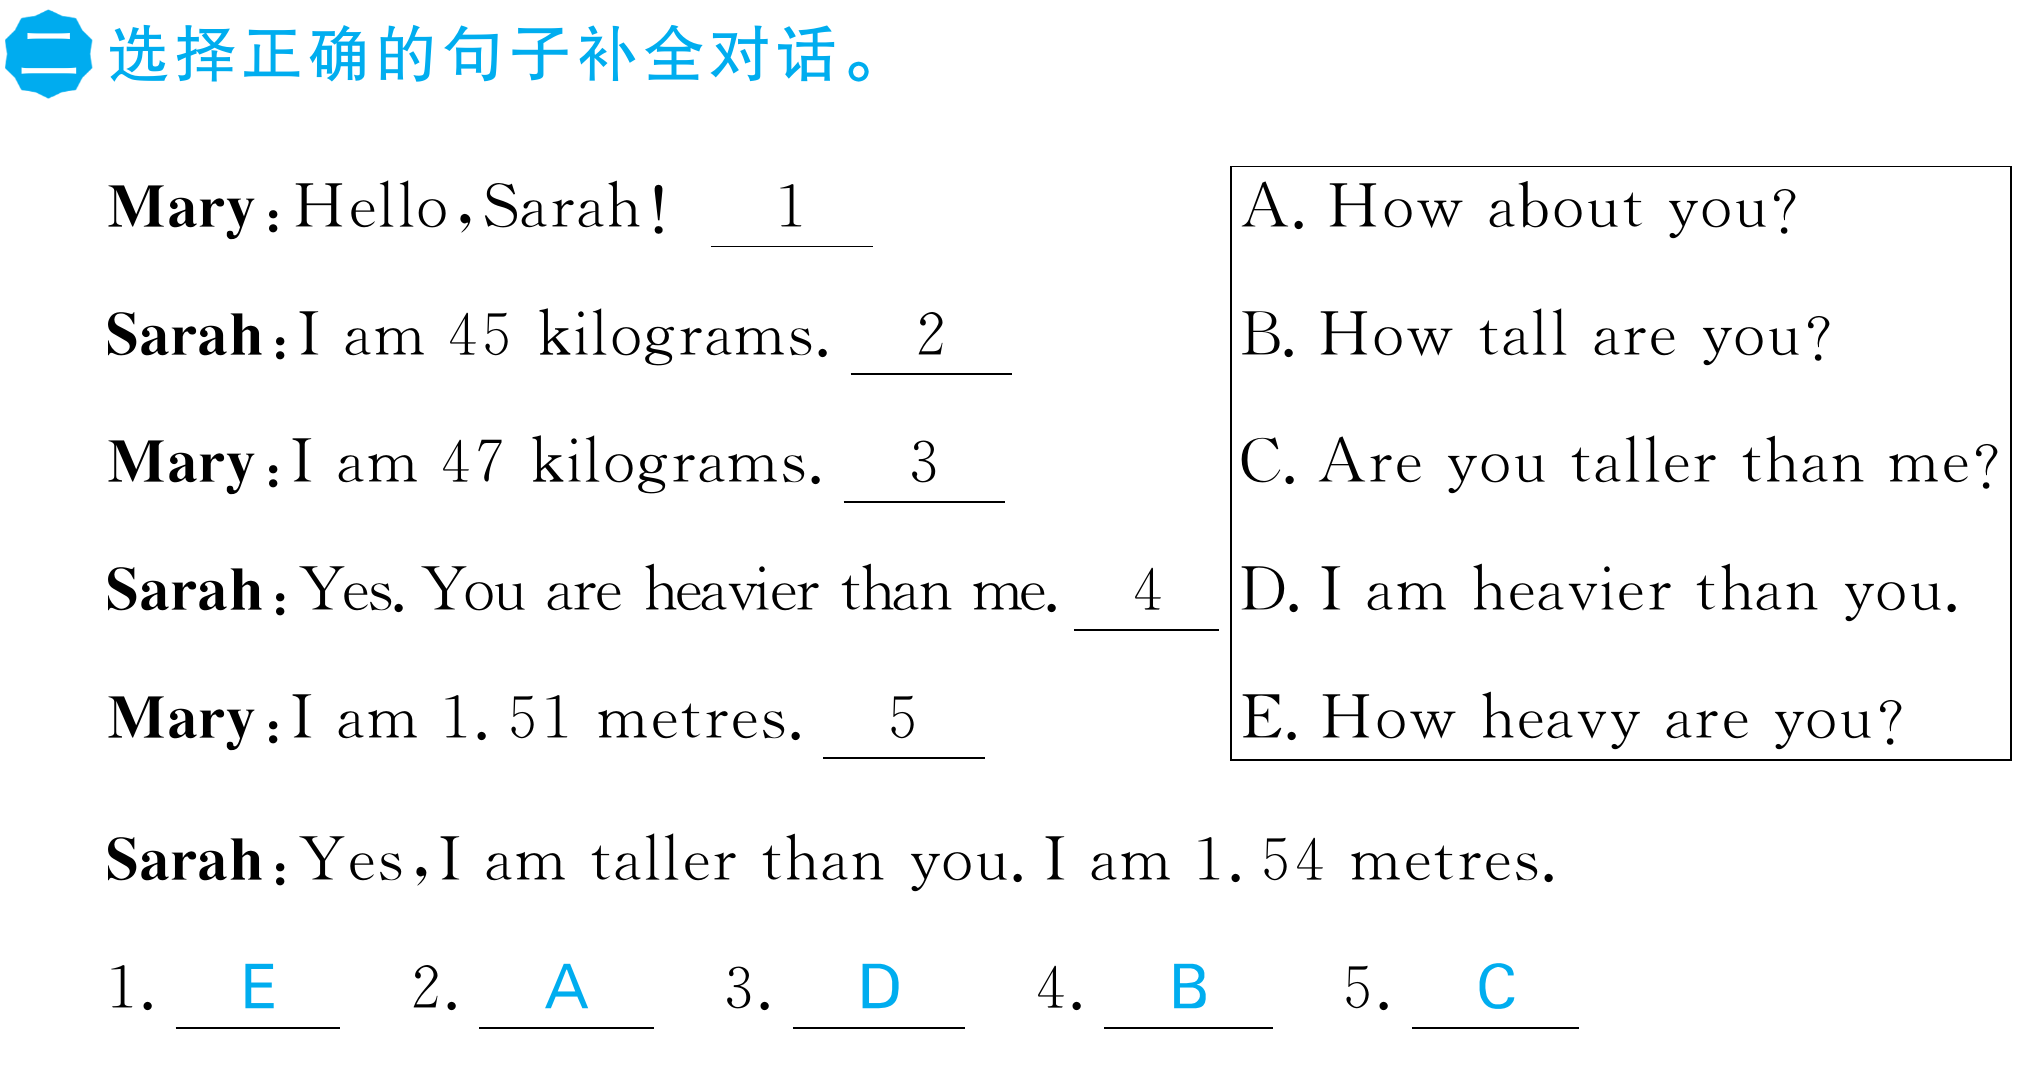 二 选择正确的句子补全对话。
Mary:Hello,Sarah! 1
Sarah:I am 45 kilograms. 2
Mary:I am 47 kilograms. 3
Sarah:Yes. You are heavier than me. 4
Mary:I am 1.51 metres. 5
Sarah:Yes,I am taller than you. I am 1.54 metres.
A. How about you?
B. How tall are you?
C. Are you taller than me?
D. I am heavier than you.
E. How heavy are you?
1. E 2. A 3. D 4. B 5. C